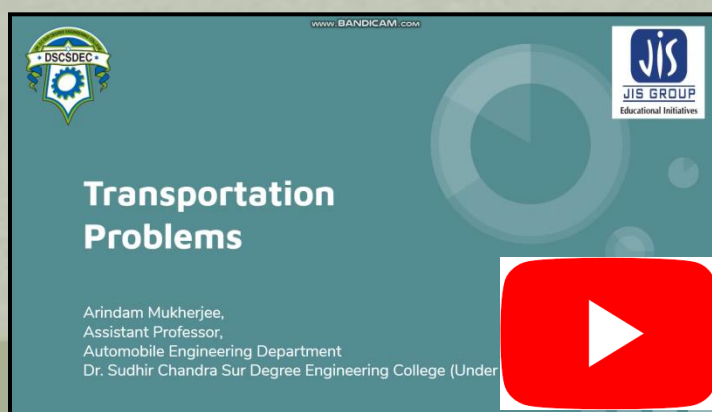 www.BANDICAM.com
DSCSDEC
JIS
JIS GROUP
Educational Initiatives
Transportation
Problems
Arindam Mukherjee,
Assistant Professor,
Automobile Engineering Department
Dr. Sudhir Chandra Sur Degree Engineering College (Under